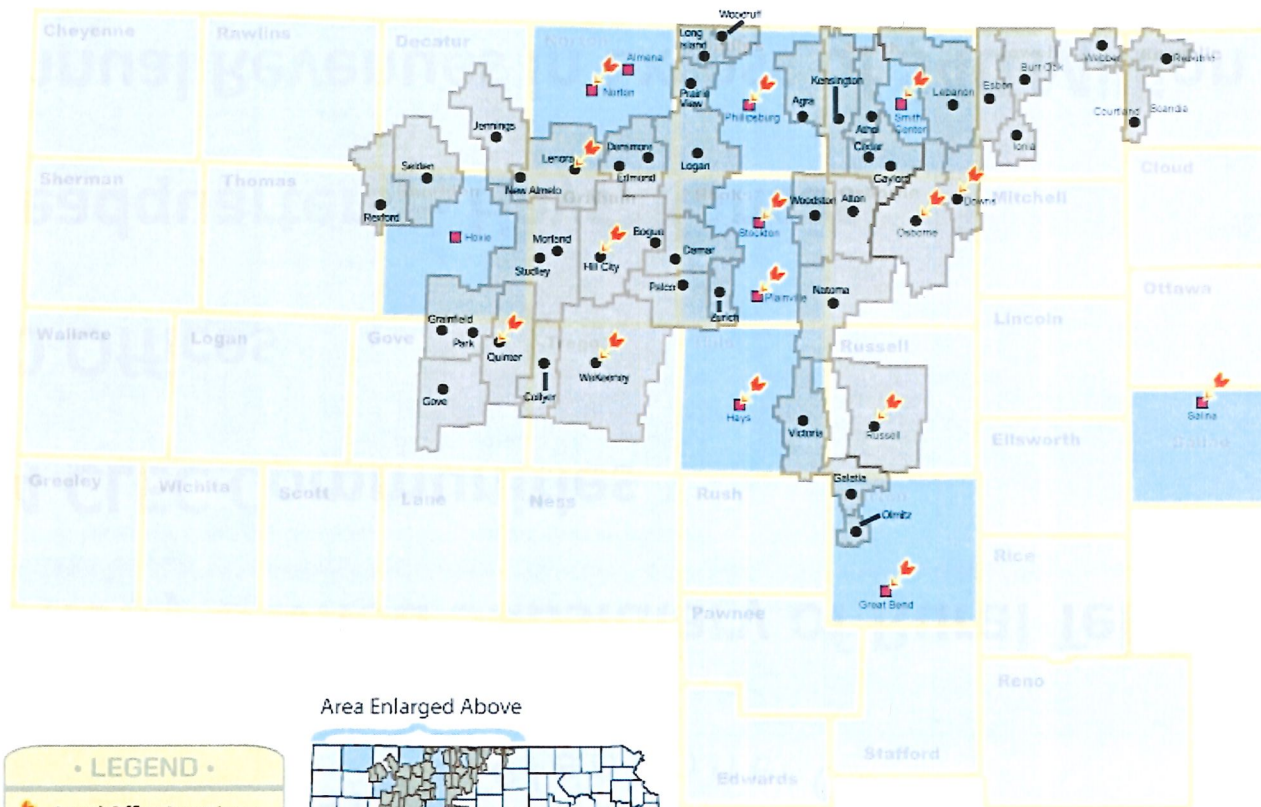 Woodruff
Cheyenne
Rawlins
Decatur
Long Island
Almena
Norton
Prairie View
Phillipsburg
Agra
Kensington
Athol
Smith Center
Lebanon
Esbon
Burr Oak
Ionia
Webber
Republic
Courtland
Scandia
Jennings
Selden
Rexford
Lenora
New Almelo
Densmore
Edmond
Logan
Cedar
Gaylord
Sherman
Thomas
Graham
Cloud
Mitchell
Hoxie
Morland
Studley
Hill City
Bogue
Damar
Palco
Zurich
Stockton
Plainville
Woodston
Alton
Osborne
Downs
Natoma
Ottawa
Wallace
Logan
Gove
Grainfield
Park
Quinter
Gove
Collyer
Trego
WaKeeney
Hays
Victoria
Russell
Russell
Lincoln
Ellsworth
Salina
Saline
Greeley
Wichita
Scott
Lane
Ness
Rush
Galatia
Olmitz
Great Bend
Rice
Pawnee
Reno
Stafford
Edwards
Area Enlarged Above
• LEGEND •